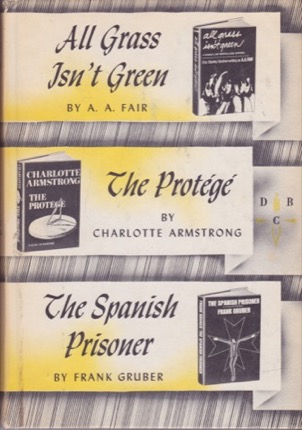 All Grass
Isn't Green
BY A. A. FAIR
all grass
isn't green
CHARLOTTE
ARMSTRONG
THE
PROTÉGÉ
The Protégé
BY
CHARLOTTE ARMSTRONG
D B
C
The Spanish
Prisoner
BY FRANK GRUBER
THE SPANISH PRISONER
FRANK GRUBER